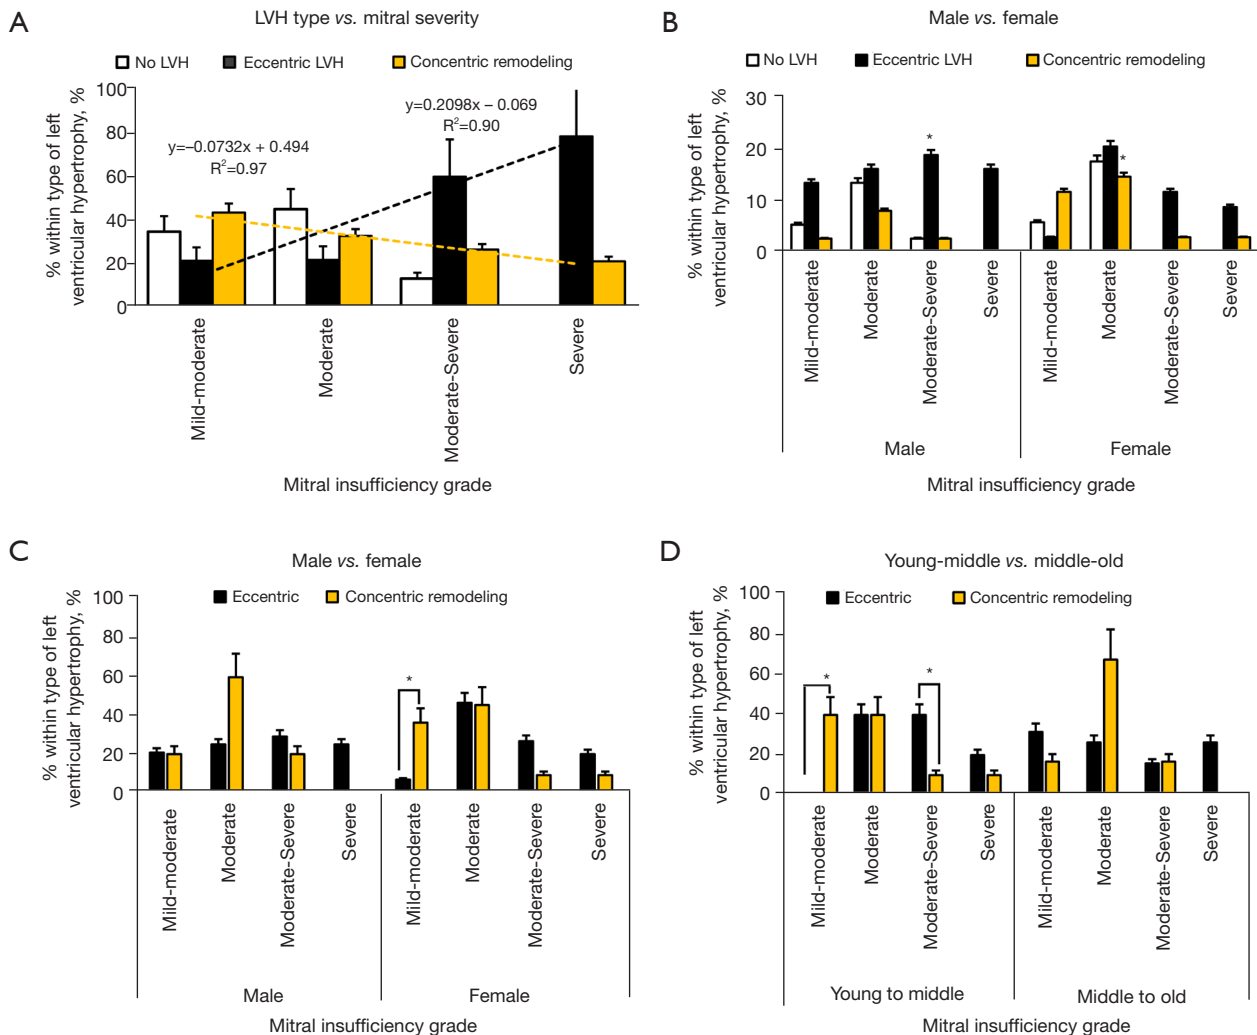 A
LVH type vs. mitral severity
No LVH Eccentric LVH Concentric remodeling
% within type of left
ventricular hypertrophy, %
100
80
60
40
20
0
y=−0.0732x + 0.494
R²=0.97
y=0.2098x − 0.069
R²=0.90
Mild-moderate
Moderate
Moderate-Severe
Severe
Mitral insufficiency grade
B
Male vs. female
No LVH Eccentric LVH Concentric remodeling
% within type of left
ventricular hypertrophy, %
30
20
10
0
*
*
Mild-moderate
Moderate
Moderate-Severe
Severe
Mild-moderate
Moderate
Moderate-Severe
Severe
Male Female
Mitral insufficiency grade
C
Male vs. female
Eccentric Concentric remodeling
% within type of left
ventricular hypertrophy, %
100
80
60
40
20
0
*
Mild-moderate
Moderate
Moderate-Severe
Severe
Mild-moderate
Moderate
Moderate-Severe
Severe
Male Female
Mitral insufficiency grade
D
Young-middle vs. middle-old
Eccentric Concentric remodeling
% within type of left
ventricular hypertrophy, %
100
80
60
40
20
0
*
*
Mild-moderate
Moderate
Moderate-Severe
Severe
Mild-moderate
Moderate
Moderate-Severe
Severe
Young to middle Middle to old
Mitral insufficiency grade